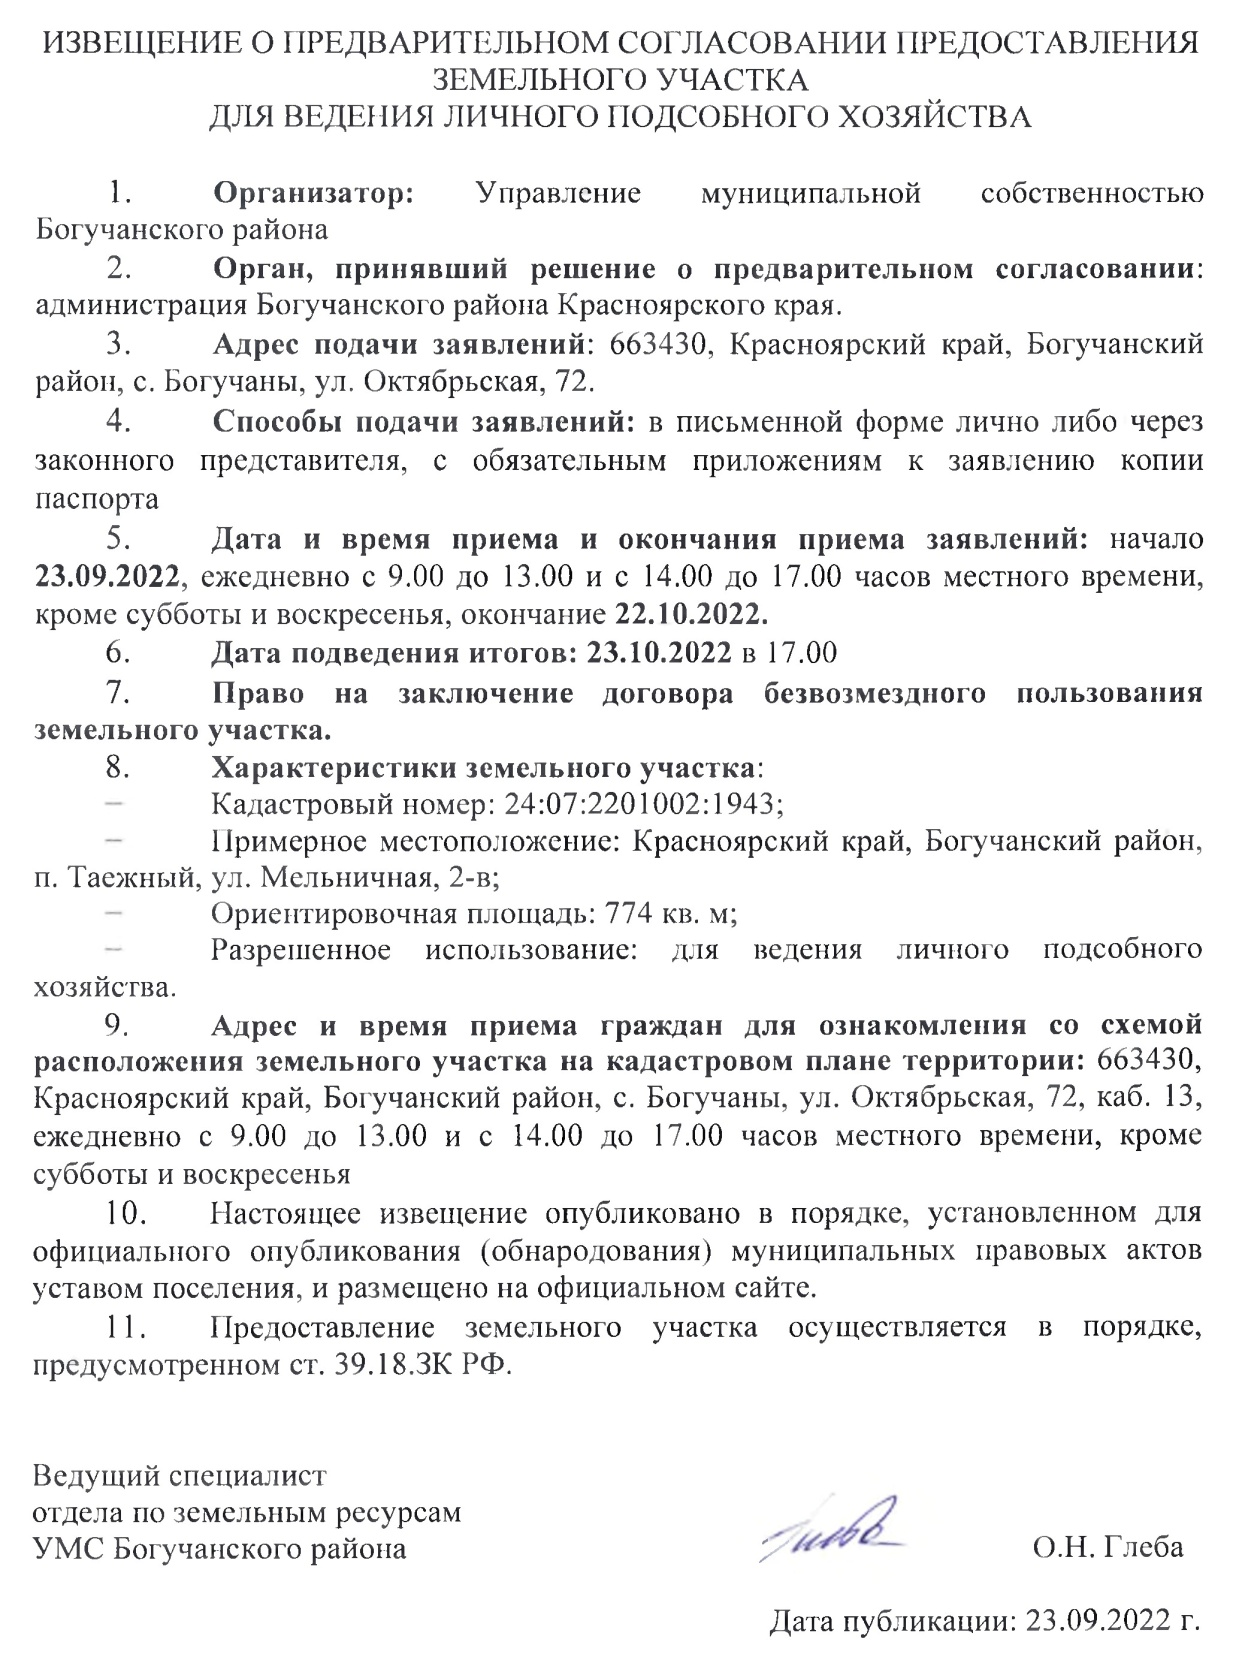 ИЗВЕЩЕНИЕ О ПРЕДВАРИТЕЛЬНОМ СОГЛАСОВАНИИ ПРЕДОСТАВЛЕНИЯ
ЗЕМЕЛЬНОГО УЧАСТКА
ДЛЯ ВЕДЕНИЯ ЛИЧНОГО ПОДСОБНОГО ХОЗЯЙСТВА
1. Организатор: Управление муниципальной собственностью
Богучанского района
2. Орган, принявший решение о предварительном согласовании:
администрация Богучанского района Красноярского края.
3. Адрес подачи заявлений: 663430, Красноярский край, Богучанский
район, с. Богучаны, ул. Октябрьская, 72.
4. Способы подачи заявлений: в письменной форме лично либо через
законного представителя, с обязательным приложениям к заявлению копии
паспорта
5. Дата и время приема и окончания приема заявлений: начало
23.09.2022, ежедневно с 9.00 до 13.00 и с 14.00 до 17.00 часов местного времени,
кроме субботы и воскресенья, окончание 22.10.2022.
6. Дата подведения итогов: 23.10.2022 в 17.00
7. Право на заключение договора безвозмездного пользования
земельного участка.
8. Характеристики земельного участка:
– Кадастровый номер: 24:07:2201002:1943;
– Примерное местоположение: Красноярский край, Богучанский район,
п. Таежный, ул. Мельничная, 2-в;
– Ориентировочная площадь: 774 кв. м;
– Разрешенное использование: для ведения личного подсобного
хозяйства.
9. Адрес и время приема граждан для ознакомления со схемой
расположения земельного участка на кадастровом плане территории: 663430,
Красноярский край, Богучанский район, с. Богучаны, ул. Октябрьская, 72, каб. 13,
ежедневно с 9.00 до 13.00 и с 14.00 до 17.00 часов местного времени, кроме
субботы и воскресенья
10. Настоящее извещение опубликовано в порядке, установленном для
официального опубликования (обнародования) муниципальных правовых актов
уставом поселения, и размещено на официальном сайте.
11. Предоставление земельного участка осуществляется в порядке,
предусмотренном ст. 39.18.ЗК РФ.
Ведущий специалист
отдела по земельным ресурсам
УМС Богучанского района О.Н. Глеба
Дата публикации: 23.09.2022 г.